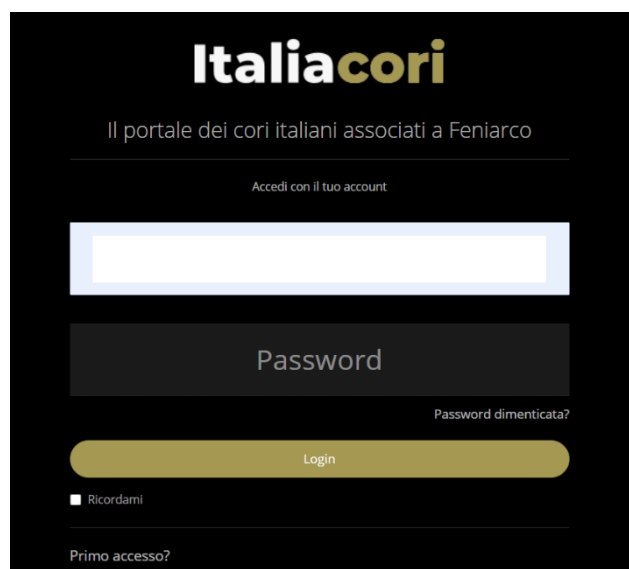 Italiacori
Il portale dei cori italiani associati a Feniarco
Accedi con il tuo account
Password
Password dimenticata?
Login
Ricordami
Primo accesso?